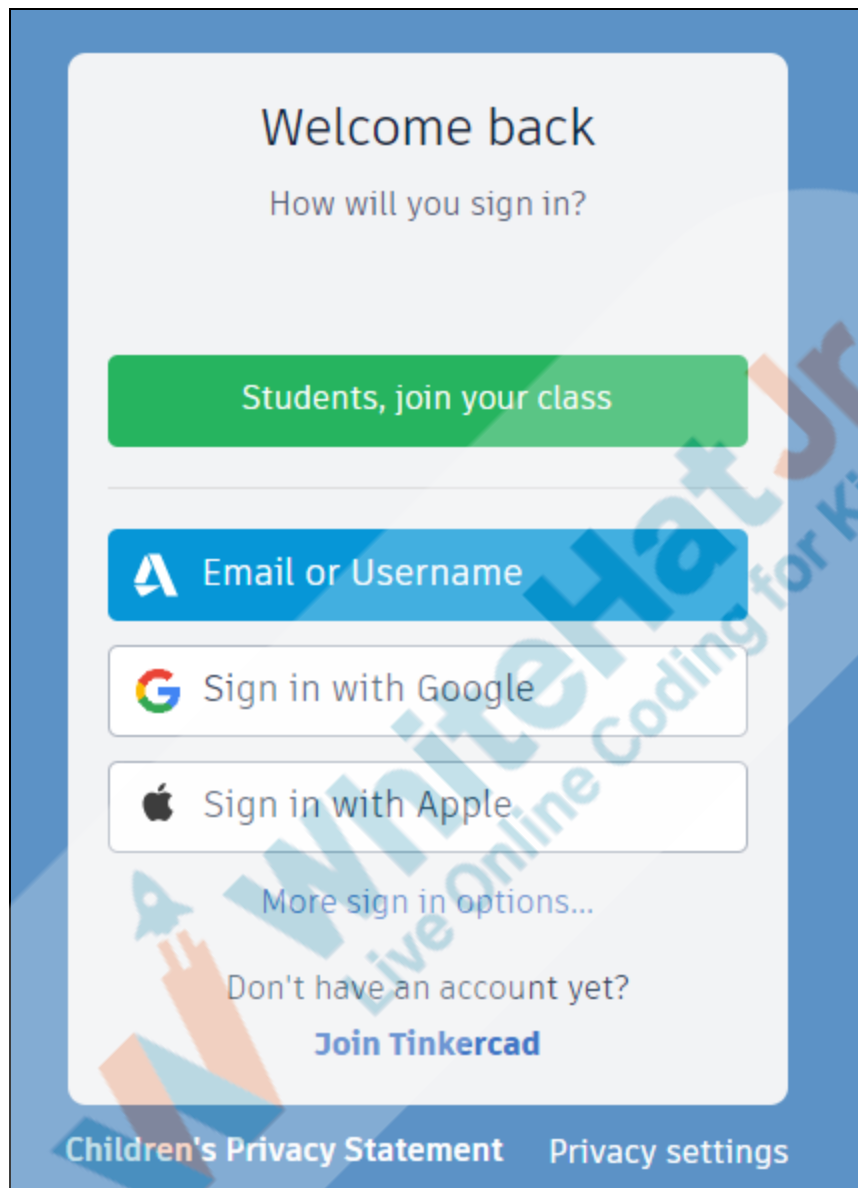 Welcome back
How will you sign in?
Students, join your class
Email or Username
Sign in with Google
Sign in with Apple
More sign in options...
Don't have an account yet?
Join Tinkercad
Children's Privacy Statement Privacy settings
WhiteHat Jr
Live Online Coding for Ki